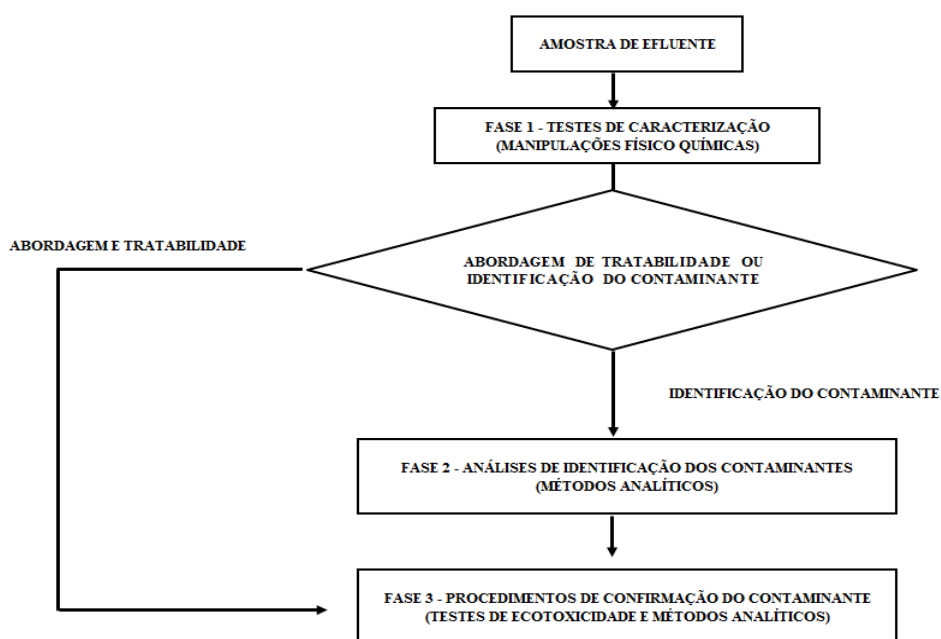 AMOSTRA DE EFLUENTE
FASE 1 - TESTES DE CARACTERIZAÇÃO
(MANIPULAÇÕES FÍSICO QUÍMICAS)
ABORDAGEM E TRATABILIDADE
ABORDAGEM DE TRATABILIDADE OU
IDENTIFICAÇÃO DO CONTAMINANTE
IDENTIFICAÇÃO DO CONTAMINANTE
FASE 2 - ANÁLISES DE IDENTIFICAÇÃO DOS CONTAMINANTES
(MÉTODOS ANALÍTICOS)
FASE 3 - PROCEDIMENTOS DE CONFIRMAÇÃO DO CONTAMINANTE
(TESTES DE ECOTOXICIDADE E MÉTODOS ANALÍTICOS)